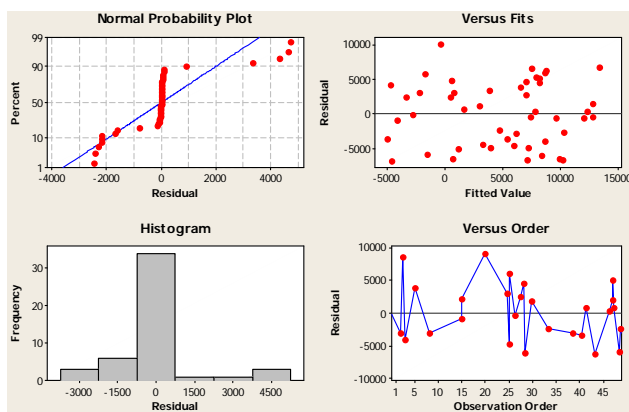 Normal Probability Plot
99
90
50
10
1
Percent
-4000 -2000 0 2000 4000
Residual
Versus Fits
10000
5000
0
-5000
Residual
-5000 0 5000 10000 15000
Fitted Value
Histogram
30
20
10
0
Frequency
-3000 -1500 0 1500 3000 4500
Residual
Versus Order
10000
5000
0
-5000
-10000
Residual
1 5 10 15 20 25 30 35 40 45
Observation Order